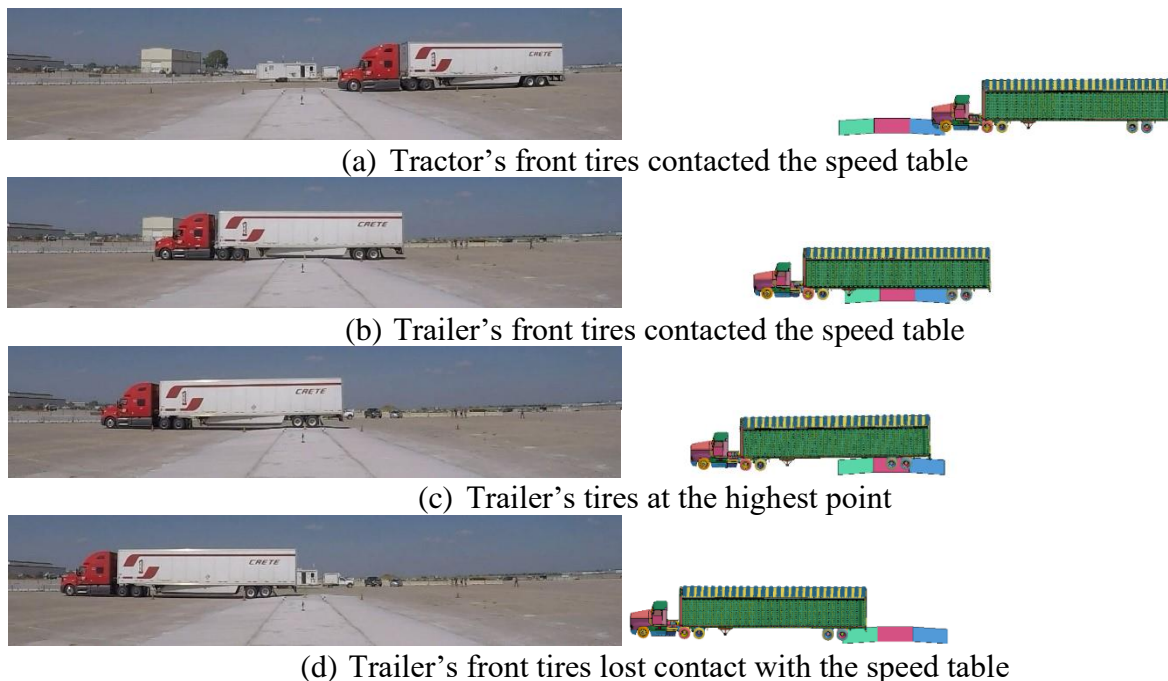 CRETE
(a) Tractor's front tires contacted the speed table
CRETE
(b) Trailer's front tires contacted the speed table
CRETE
(c) Trailer's tires at the highest point
CRETE
(d) Trailer's front tires lost contact with the speed table